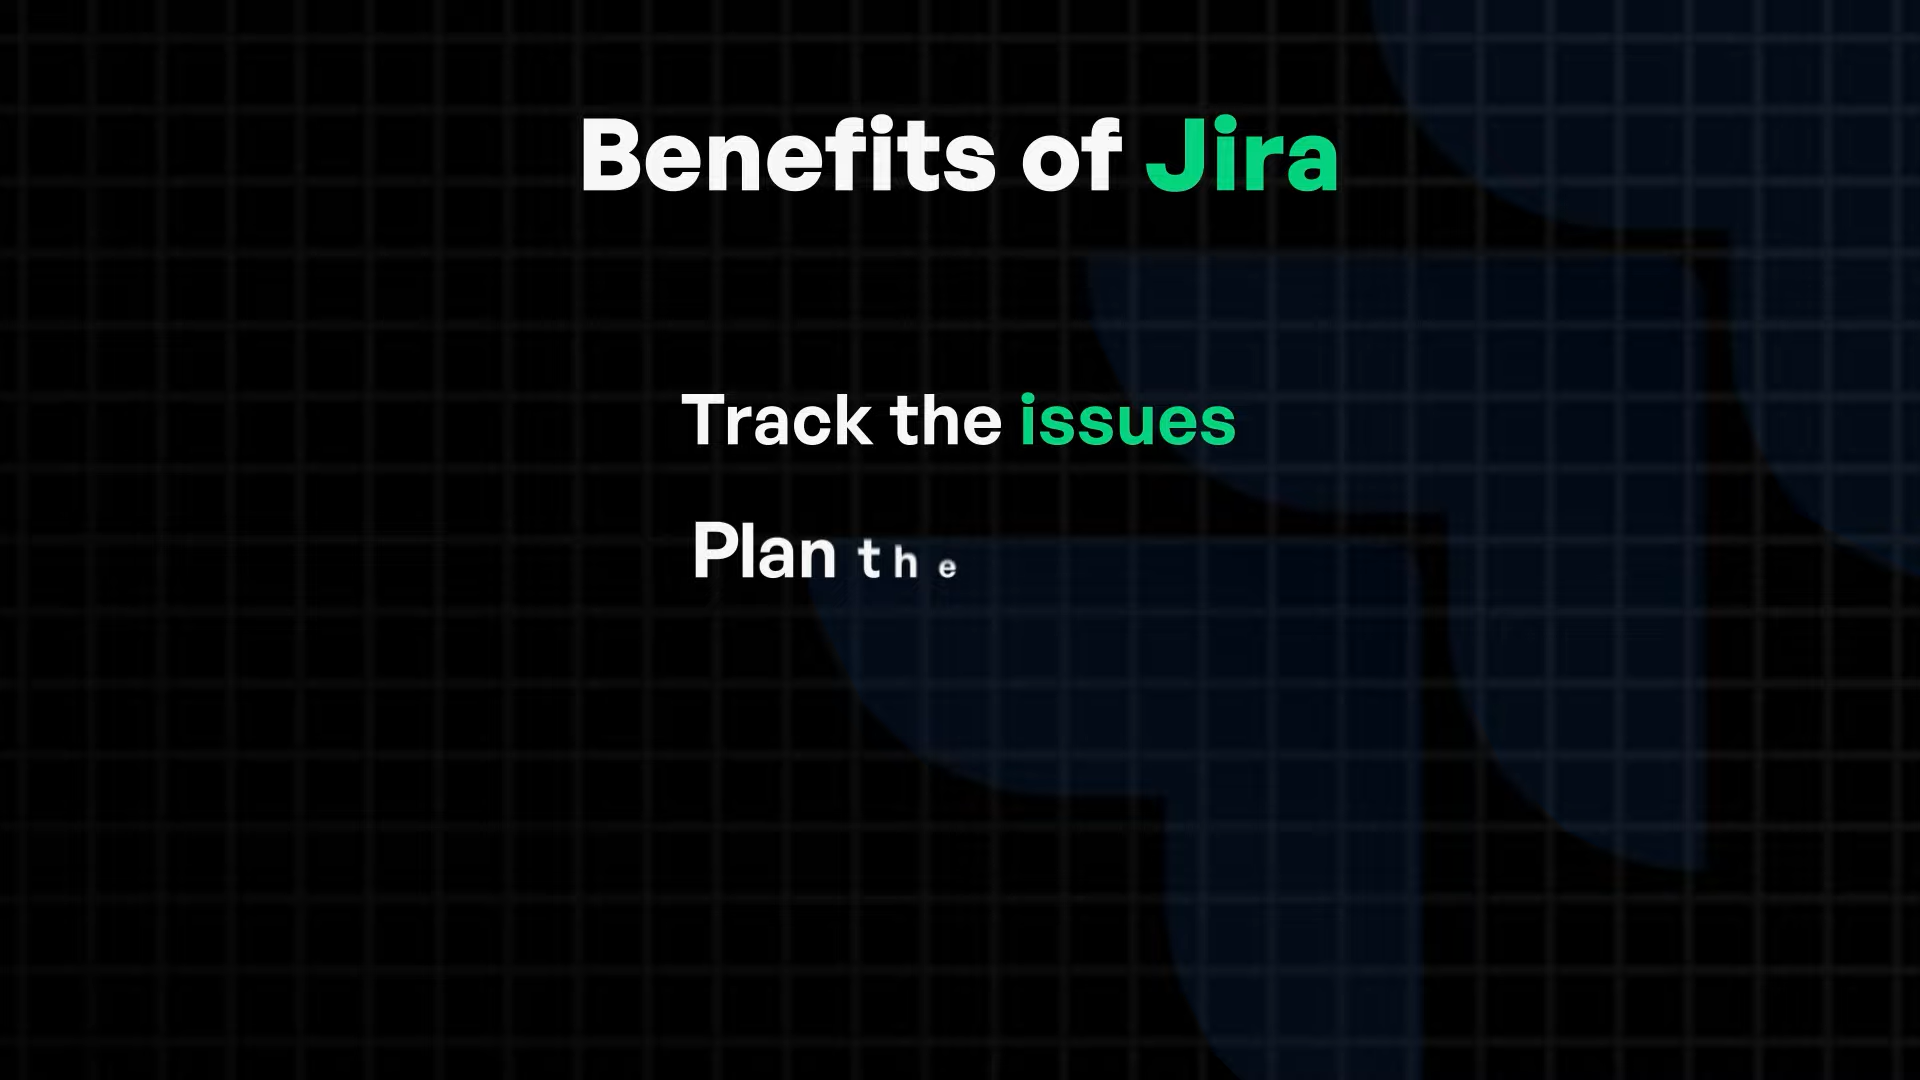 Benefits of Jira
Track the issues
Plan the